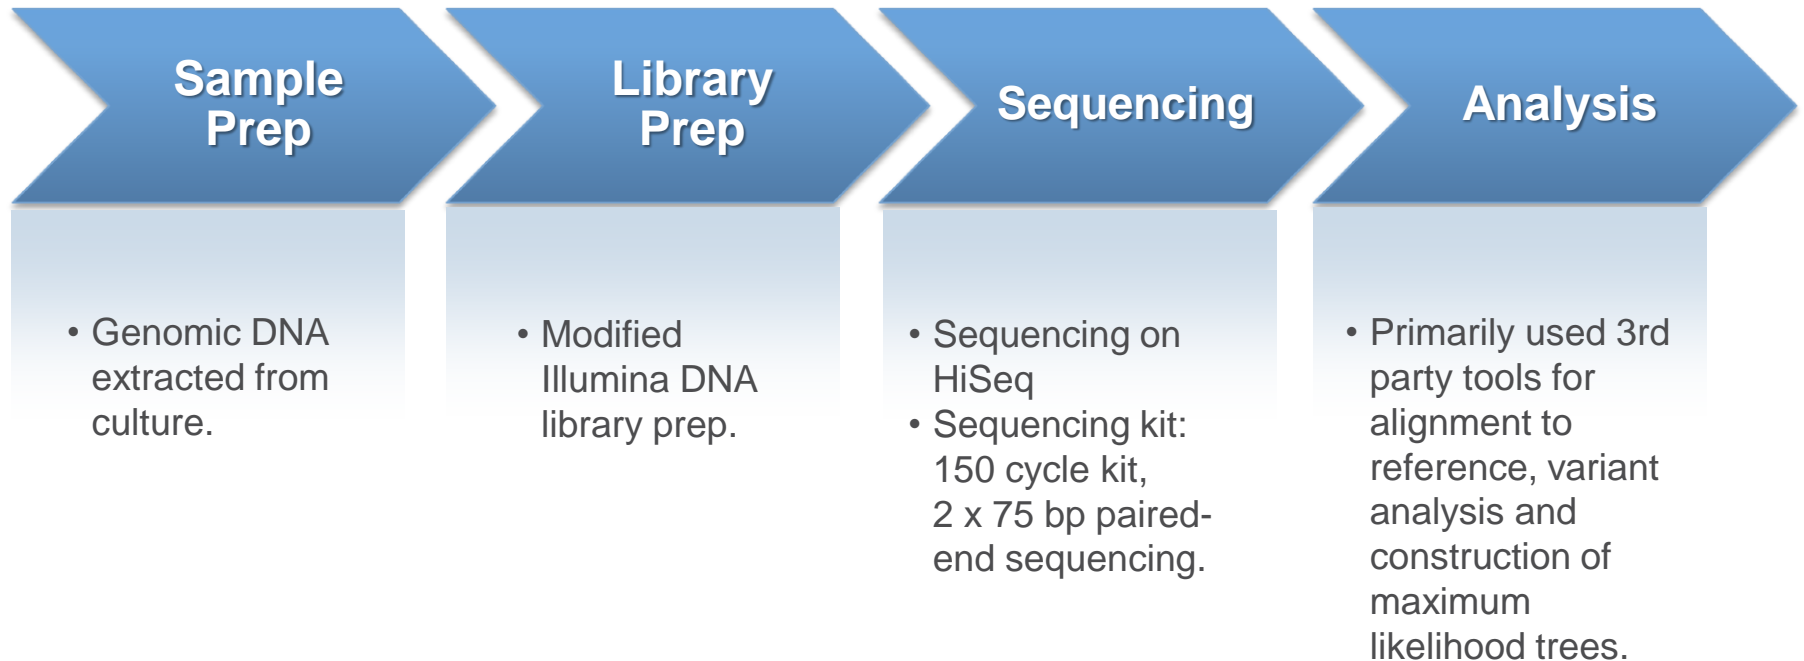 Sample
Prep
Library
Prep
Sequencing
Analysis
• Genomic DNA
extracted from
culture.
• Modified
Illumina DNA
library prep.
• Sequencing on
HiSeq
• Sequencing kit:
150 cycle kit,
2 x 75 bp paired-
end sequencing.
• Primarily used 3rd
party tools for
alignment to
reference, variant
analysis and
construction of
maximum
likelihood trees.